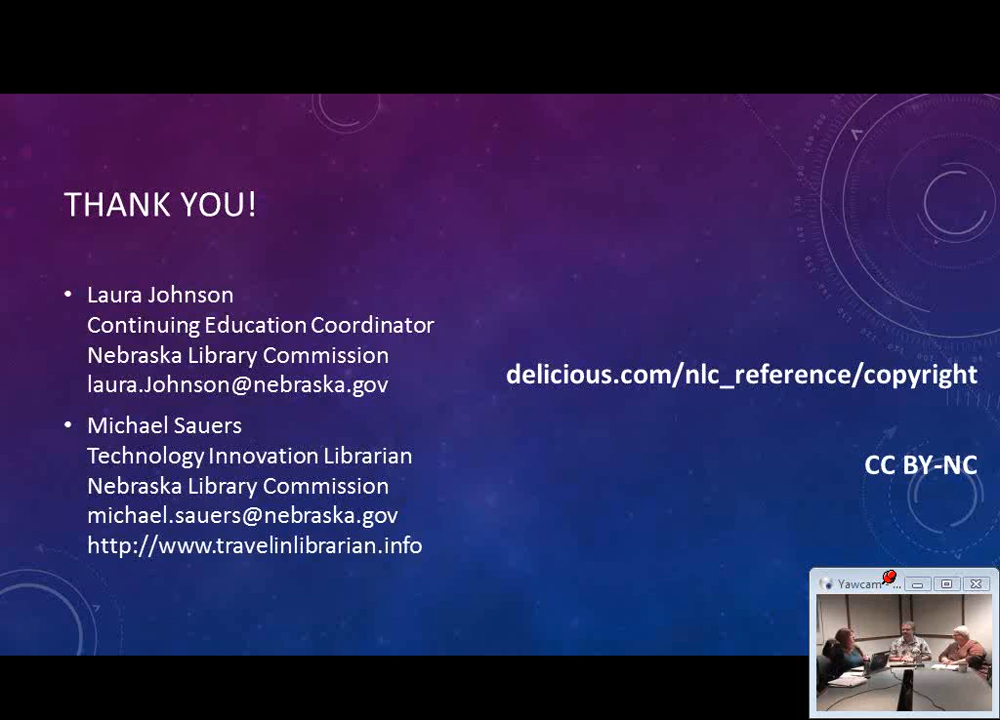 THANK YOU!
• Laura Johnson
Continuing Education Coordinator
Nebraska Library Commission
laura.Johnson@nebraska.gov
• Michael Sauers
Technology Innovation Librarian
Nebraska Library Commission
michael.sauers@nebraska.gov
http://www.travelinlibrarian.info
delicious.com/nlc_reference/copyright
CC BY-NC
Yawcam - ...